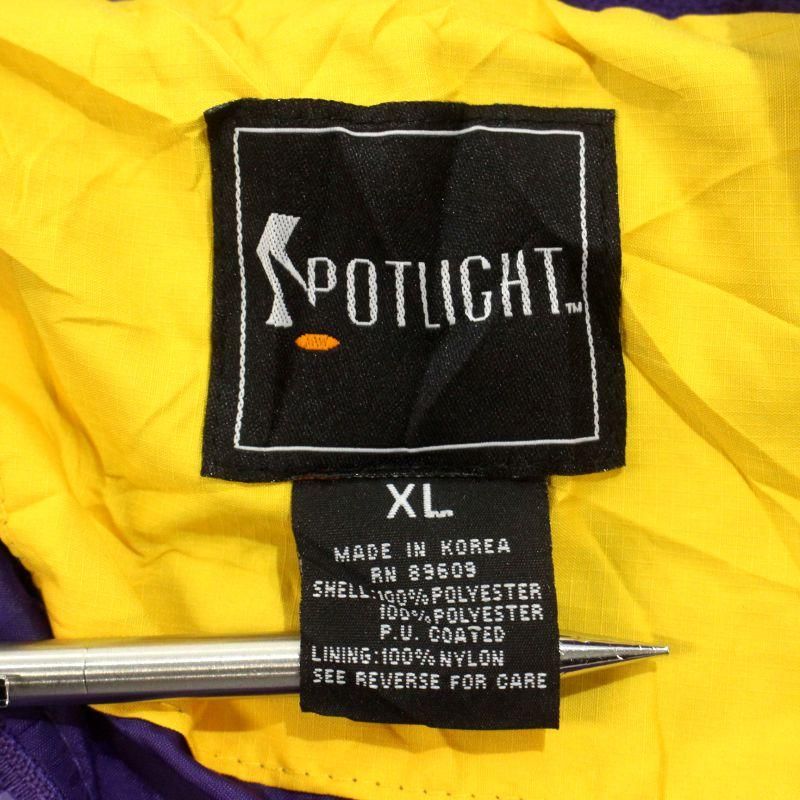 SPOTLIGHT™
XL
MADE IN KOREA
RN 89609
SHELL:100%POLYESTER
100%POLYESTER
P.U. COATED
LINING:100%NYLON
SEE REVERSE FOR CARE